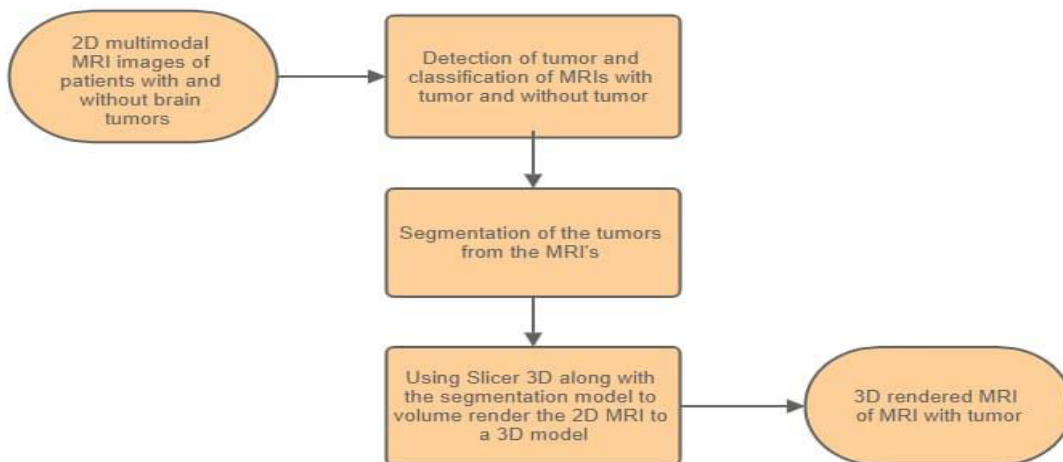 2D multimodal
MRI images of
patients with and
without brain
tumors
Detection of tumor and
classification of MRIs with
tumor and without tumor
Segmentation of the tumors
from the MRI's
Using Slicer 3D along with
the segmentation model to
volume render the 2D MRI to
a 3D model
3D rendered MRI
of MRI with tumor